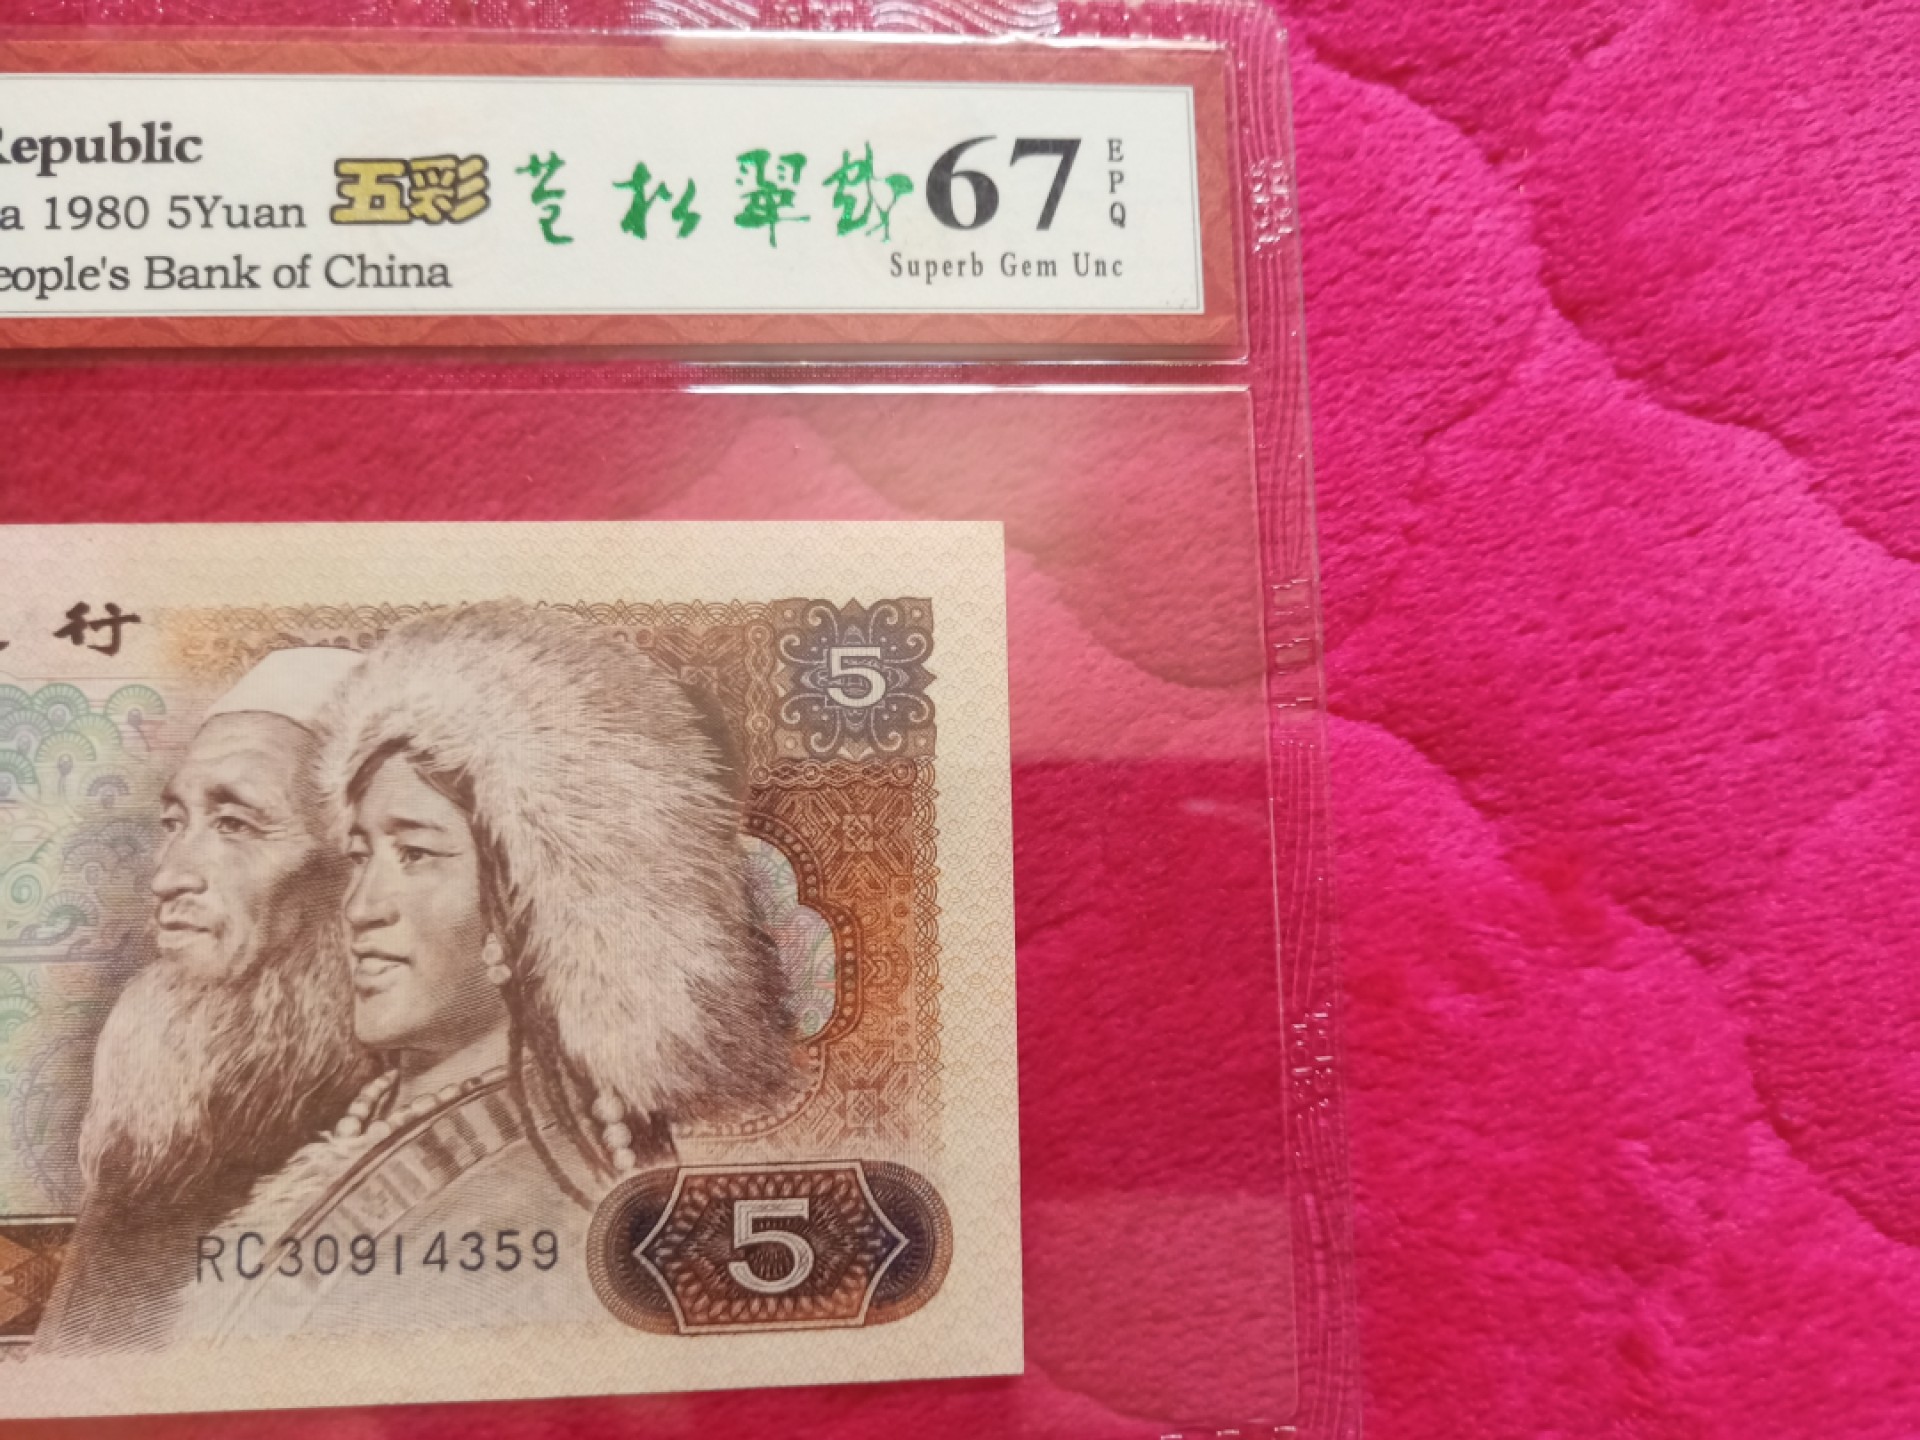 Republic
a 1980 5Yuan 五彩 苍松翠鹤 67 EPQ
eople's Bank of China Superb Gem Unc
行
5
RC30914359 5